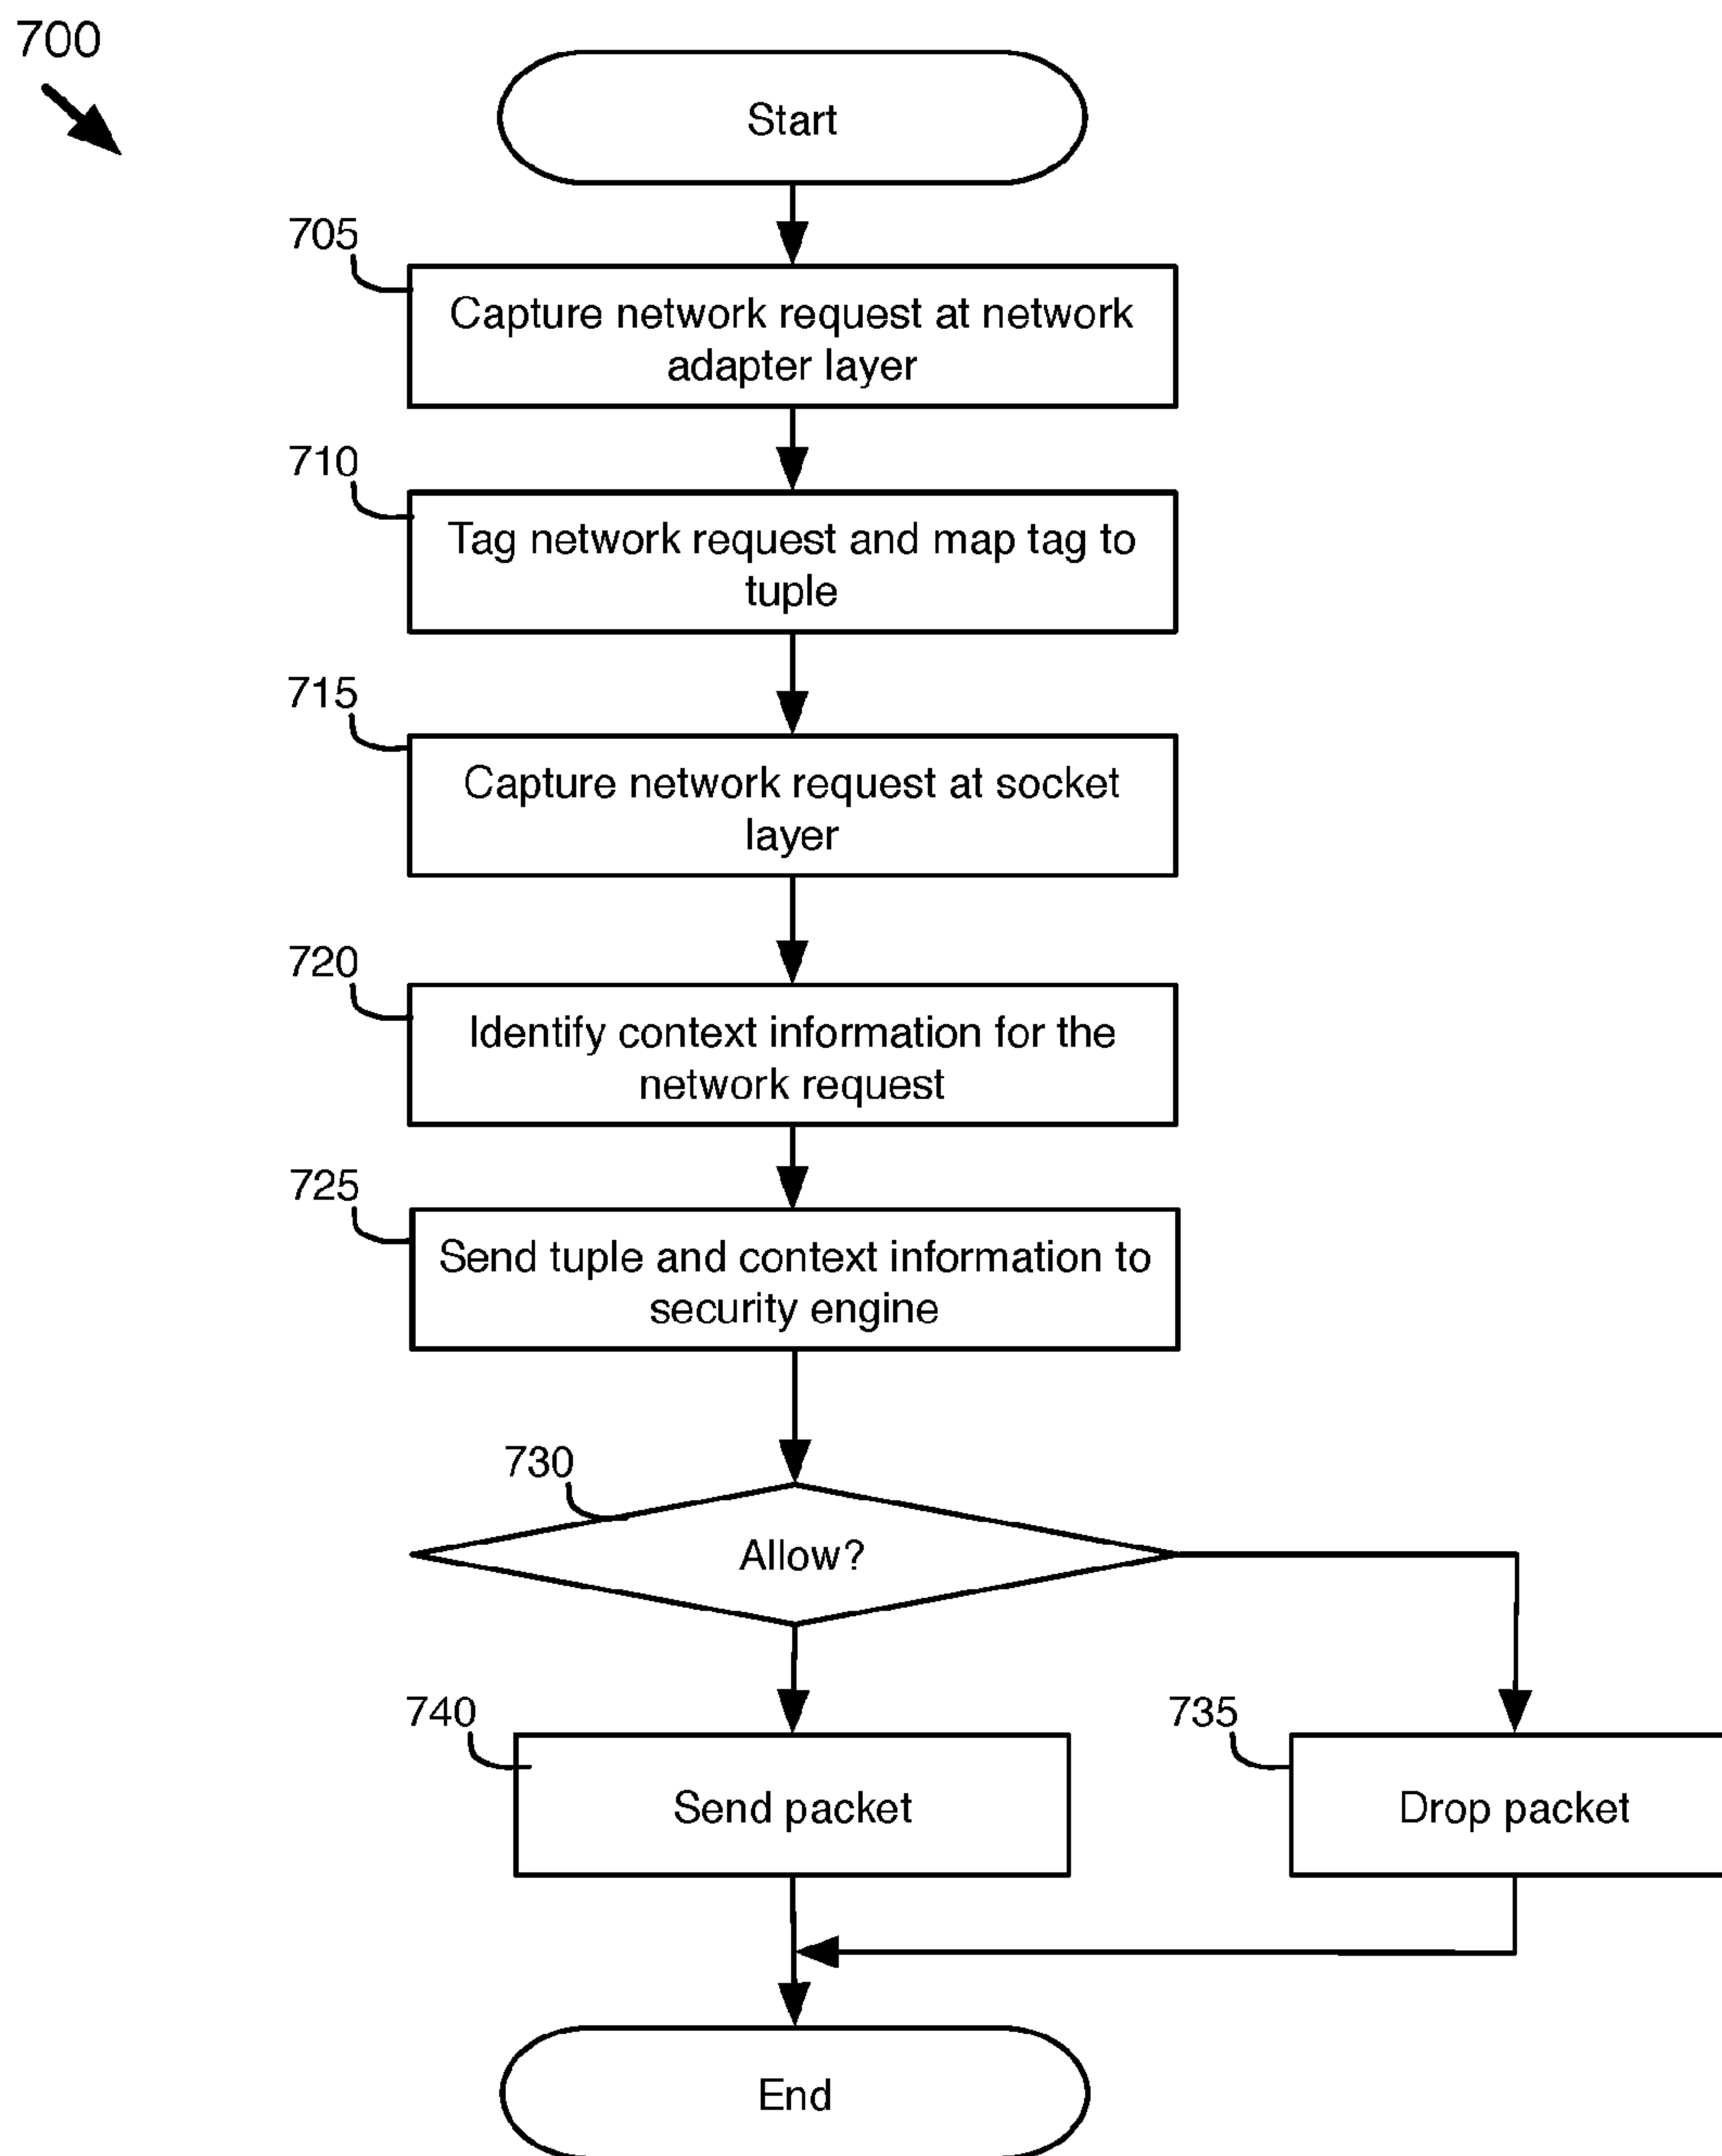 700
Start
705
Capture network request at network
adapter layer
710
Tag network request and map tag to
tuple
715
Capture network request at socket
layer
720
Identify context information for the
network request
725
Send tuple and context information to
security engine
730
Allow?
740
Send packet
735
Drop packet
End